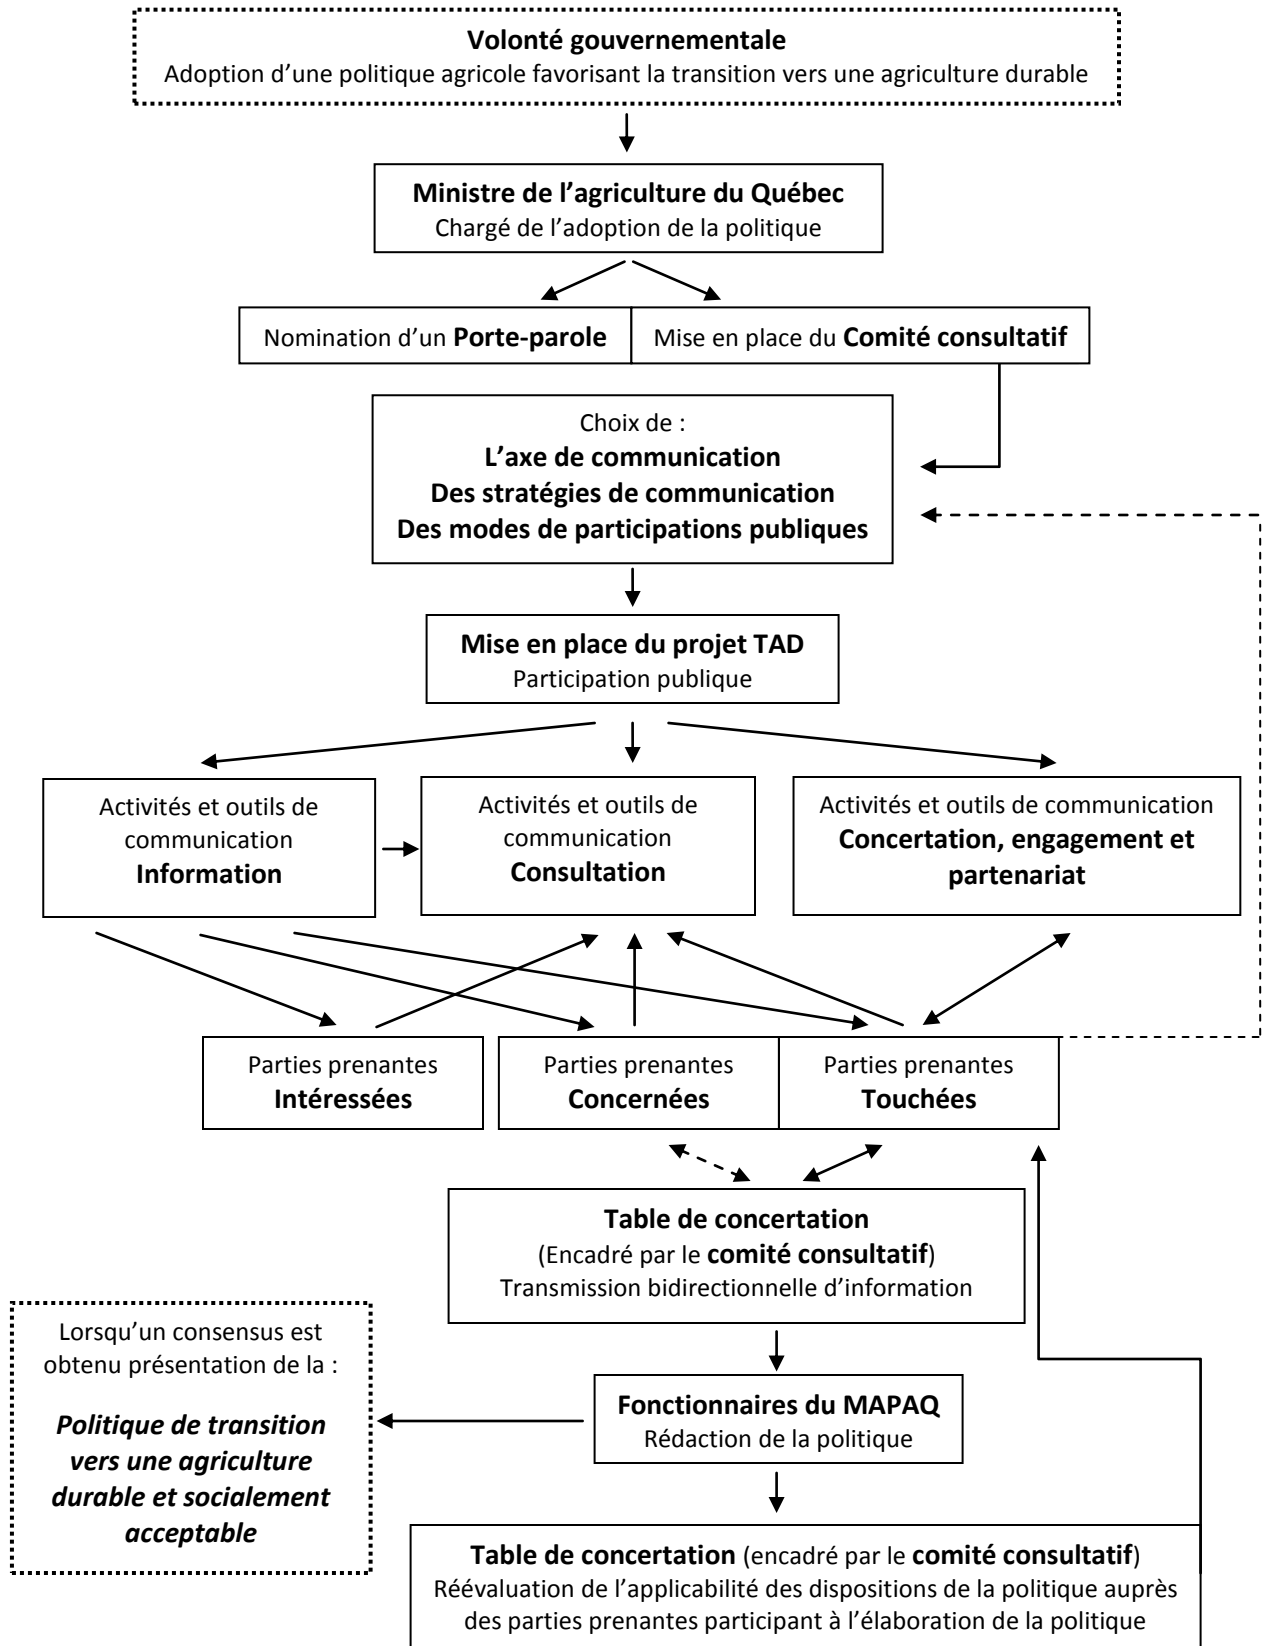 Volonté gouvernementale
Adoption d’une politique agricole favorisant la transition vers une agriculture durable
Ministre de l’agriculture du Québec
Chargé de l’adoption de la politique
Nomination d’un Porte-parole
Mise en place du Comité consultatif
Choix de :
L’axe de communication
Des stratégies de communication
Des modes de participations publiques
Mise en place du projet TAD
Participation publique
Activités et outils de
communication
Information
Activités et outils de
communication
Consultation
Activités et outils de communication
Concertation, engagement et
partenariat
Parties prenantes
Intéressées
Parties prenantes
Concernées
Parties prenantes
Touchées
Table de concertation
(Encadré par le comité consultatif)
Transmission bidirectionnelle d’information
Lorsqu’un consensus est
obtenu présentation de la :
Politique de transition
vers une agriculture
durable et socialement
acceptable
Fonctionnaires du MAPAQ
Rédaction de la politique
Table de concertation (encadré par le comité consultatif)
Réévaluation de l’applicabilité des dispositions de la politique auprès
des parties prenantes participant à l’élaboration de la politique